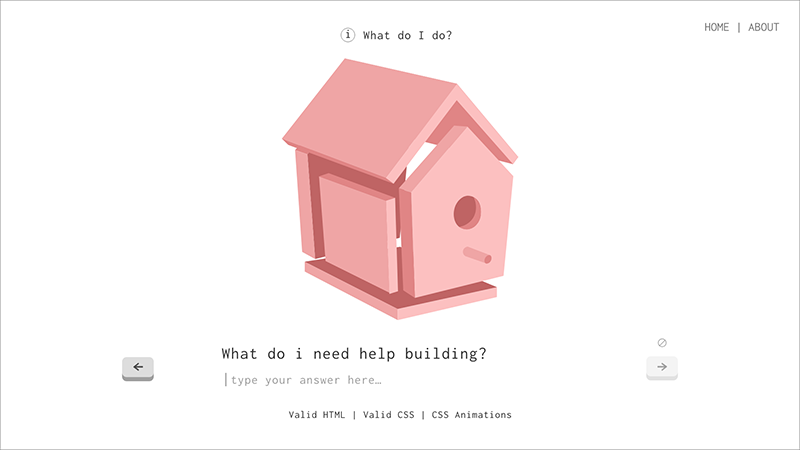 HOME | ABOUT
i What do I do?
What do i need help building?
type your answer here…
Valid HTML | Valid CSS | CSS Animations